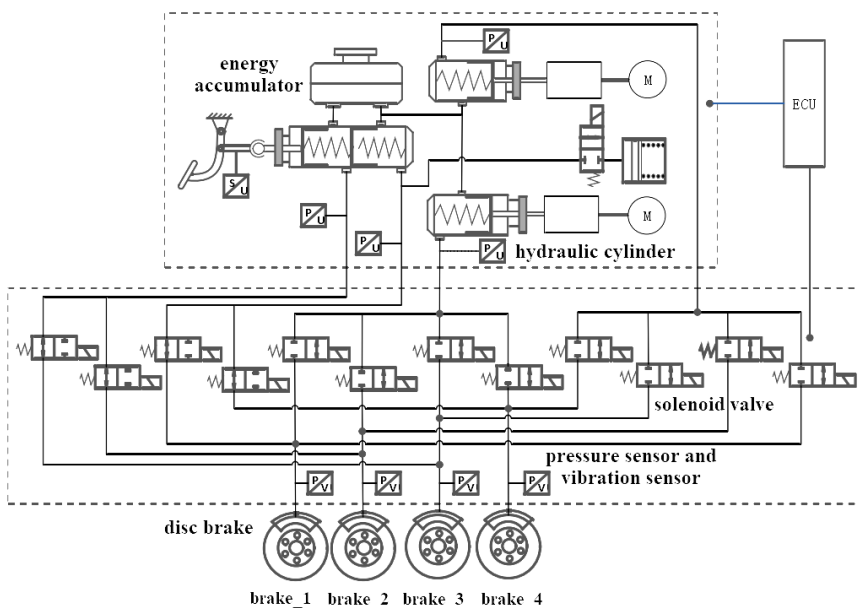 energy
accumulator
P U
M
ECU
S U
P U
P U
M
P U
hydraulic cylinder
solenoid valve
pressure sensor and
vibration sensor
P V
P V
P V
P V
disc brake
brake_1 brake_2 brake_3 brake_4